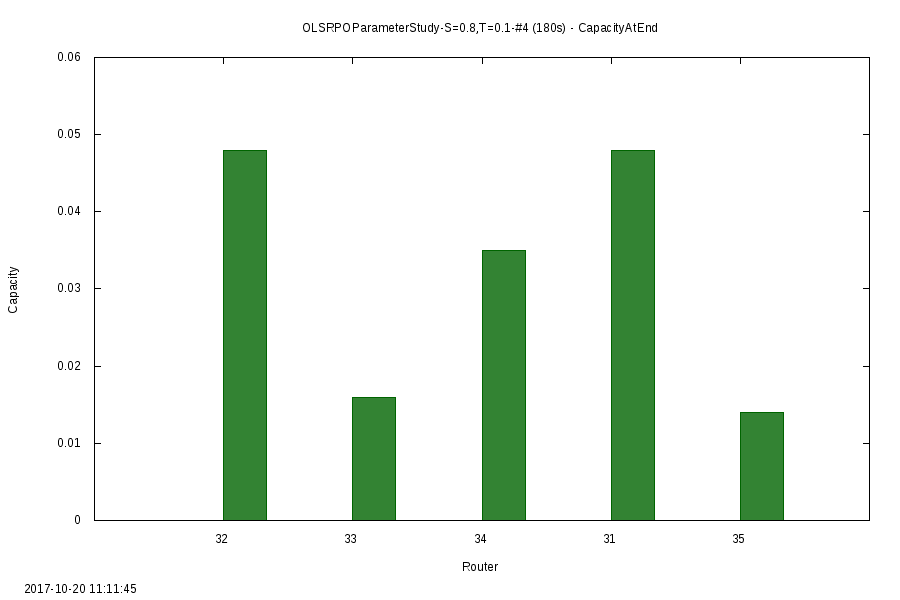 OLSRPOParameterStudy-S=0.8,T=0.1-#4 (180s) - CapacityAtEnd
0.06
0.05
0.04
0.03
0.02
0.01
0
Capacity
32 33 34 31 35
Router
2017-10-20 11:11:45